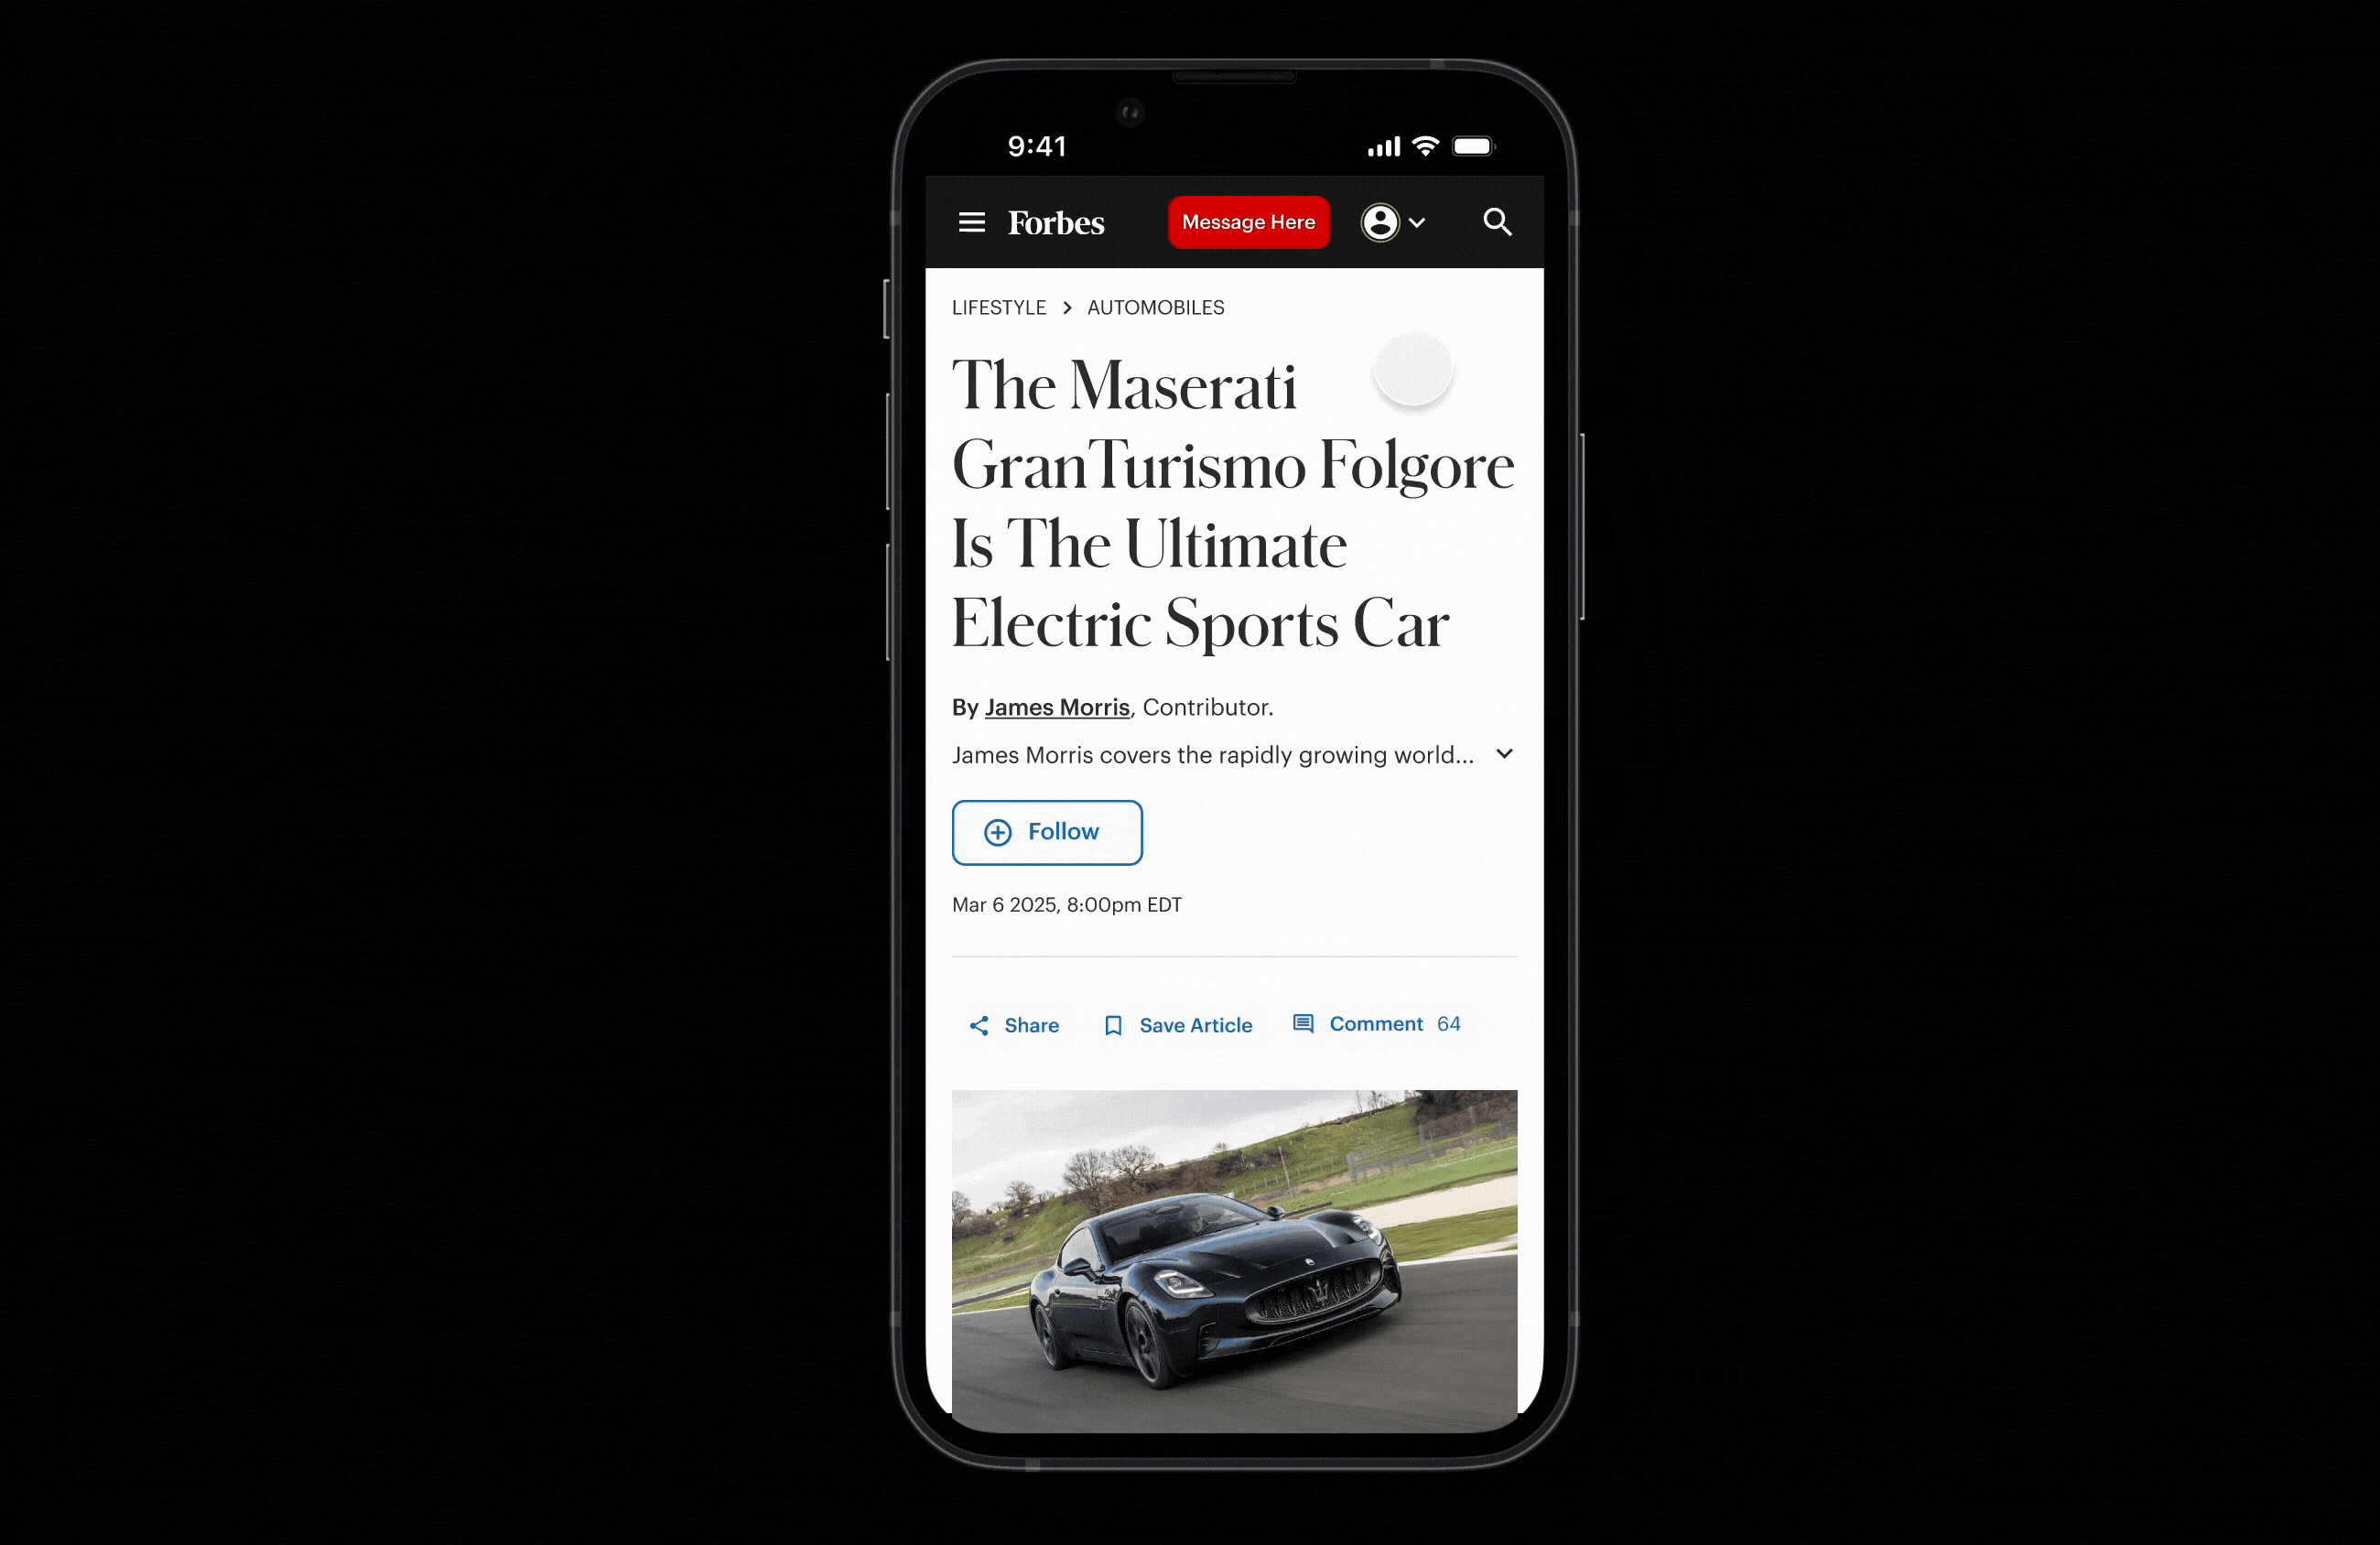 9:41
Forbes
Message Here
LIFESTYLE > AUTOMOBILES
The Maserati
GranTurismo Folgore
Is The Ultimate
Electric Sports Car
By James Morris, Contributor.
James Morris covers the rapidly growing world...
Follow
Mar 6 2025, 8:00pm EDT
Share
Save Article
Comment 64